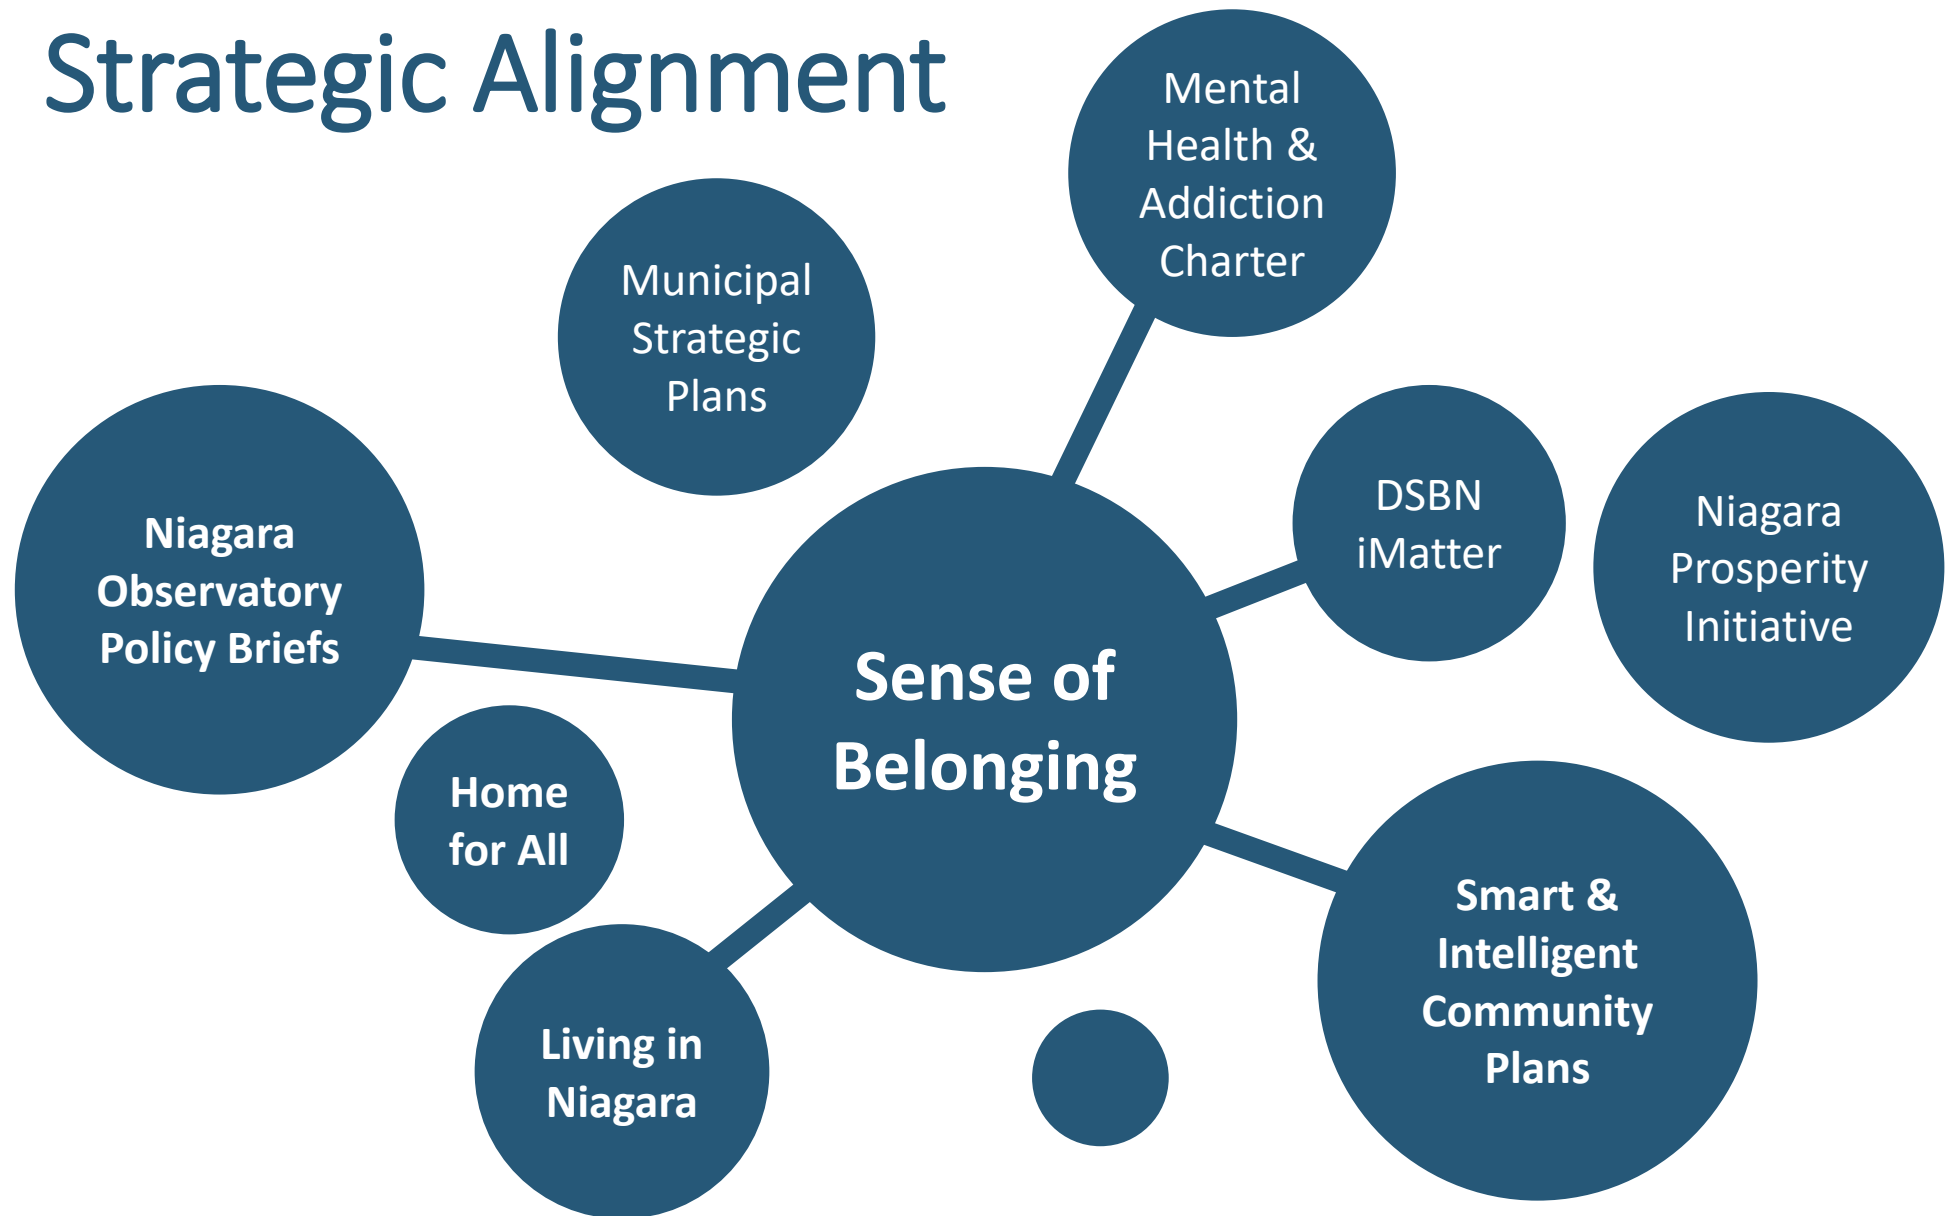 Strategic Alignment
Mental
Health &
Addiction
Charter
Municipal
Strategic
Plans
DSBN
iMatter
Niagara
Prosperity
Initiative
Niagara
Observatory
Policy Briefs
Sense of
Belonging
Home
for All
Smart &
Intelligent
Community
Plans
Living in
Niagara